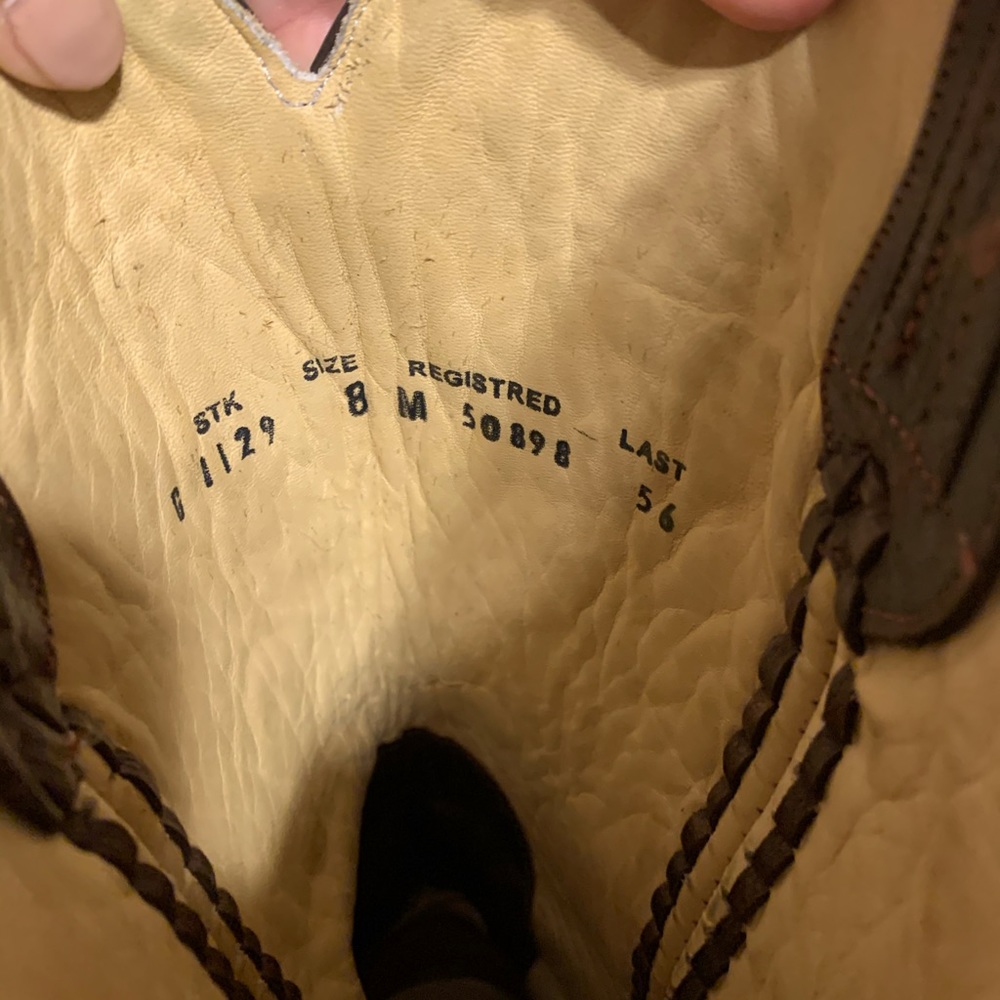 STK SIZE REGISTRED LAST
1129 8 M 50898 56